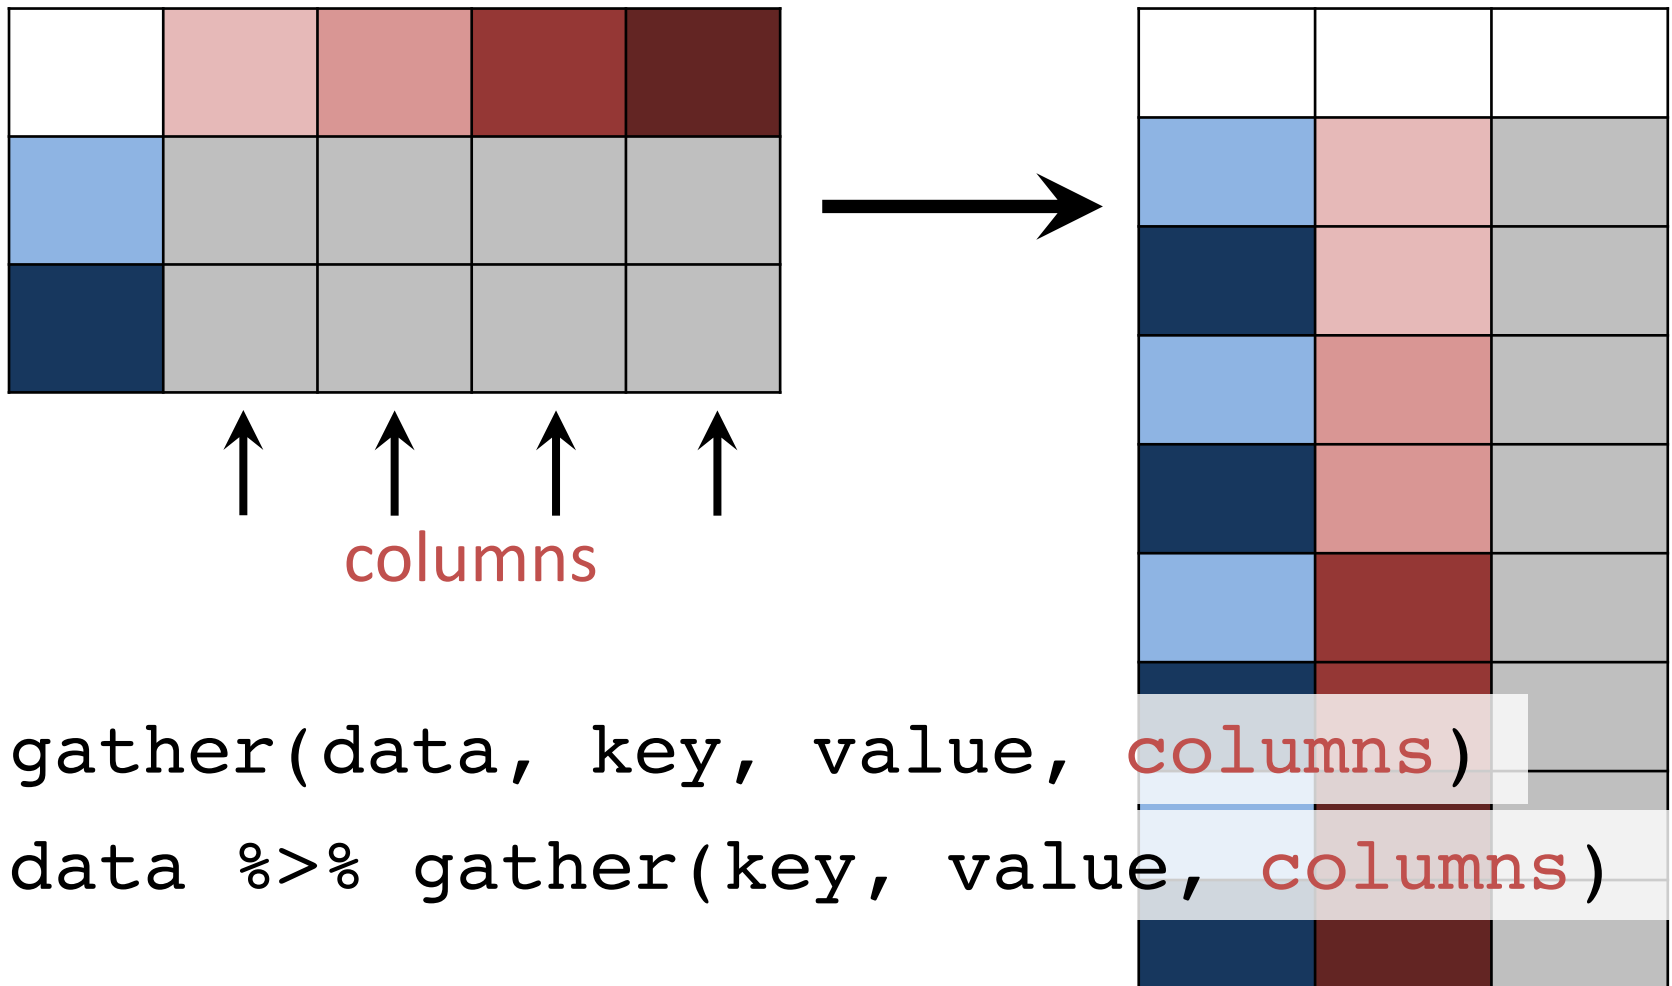 columns
gather(data, key, value, columns)
data %>% gather(key, value, columns)